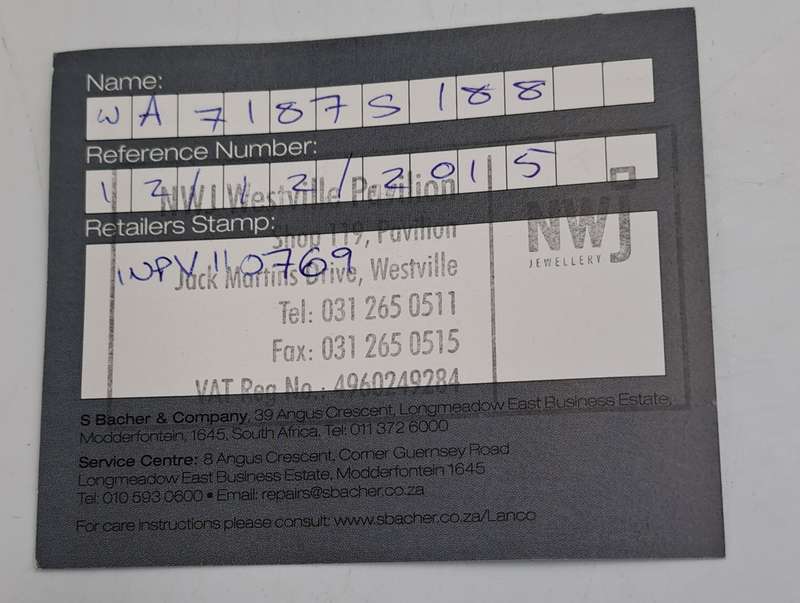 Name:
WA7187S188
Reference Number:
12/12/2015
NWJ Westville Pavilion
Retailers Stamp:
Shop 119, Pavilion
INPV110769
Jack Martins Drive, Westville
Tel: 031 265 0511
Fax: 031 265 0515
VAT Reg No.: 4960249284
NWJ
JEWELLERY
S Bacher & Company, 39 Angus Crescent, Longmeadow East Business Estate,
Modderfontein, 1645, South Africa. Tel: 011 372 6000
Service Centre: 8 Angus Crescent, Corner Guernsey Road
Longmeadow East Business Estate, Modderfontein 1645
Tel: 010 593 0600 • Email: repairs@sbacher.co.za
For care instructions please consult: www.sbacher.co.za/Lanco